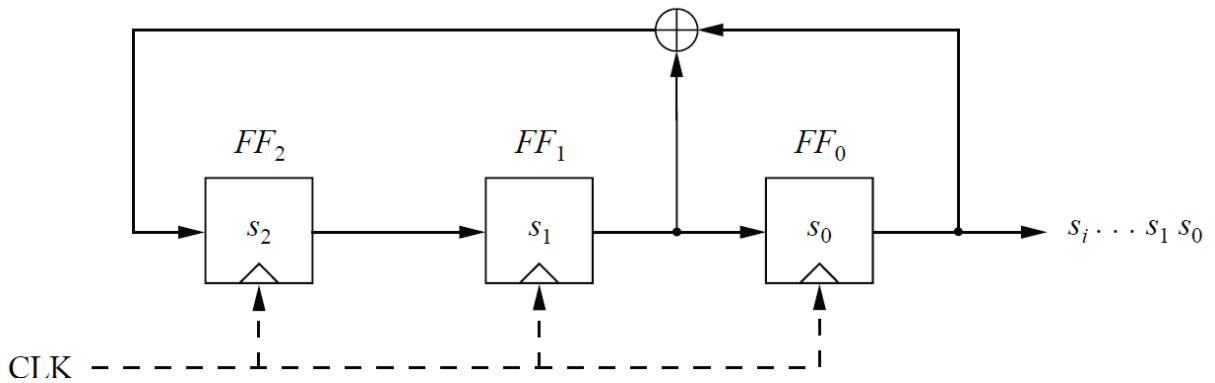 FF₂ FF₁ FF₀
s₂ s₁ s₀ sᵢ . . . s₁ s₀
CLK